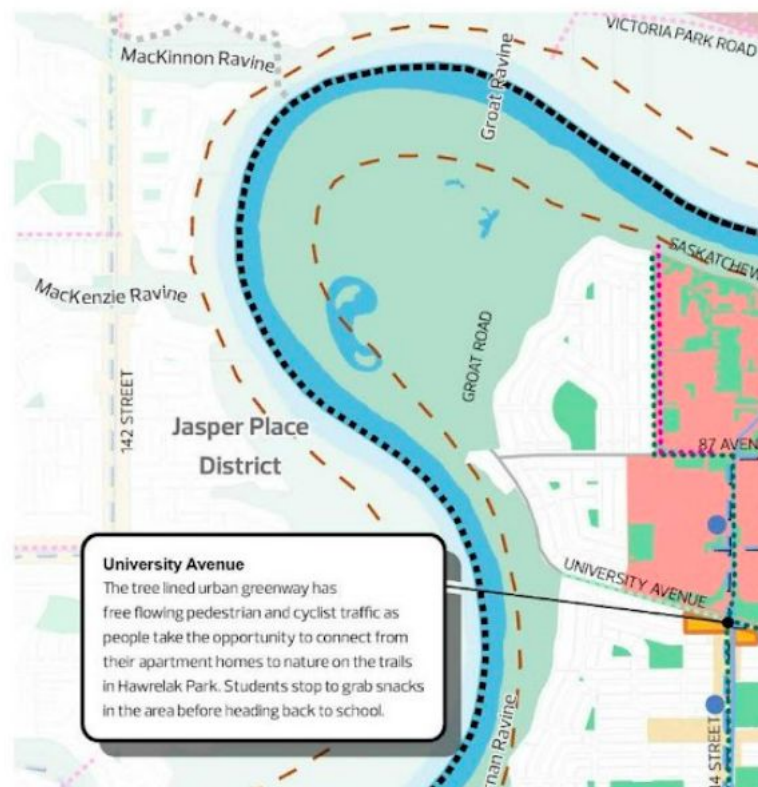 MacKinnon Ravine
Groat Ravine
VICTORIA PARK ROAD
SASKATCHEW
MacKenzie Ravine
GROAT ROAD
142 STREET
Jasper Place
District
87 AVEN
University Avenue
The tree lined urban greenway has
free flowing pedestrian and cyclist traffic as
people take the opportunity to connect from
their apartment homes to nature on the trails
in Hawrelak Park. Students stop to grab snacks
in the area before heading back to school.
UNIVERSITY AVENUE
nan Ravine
4 STREET